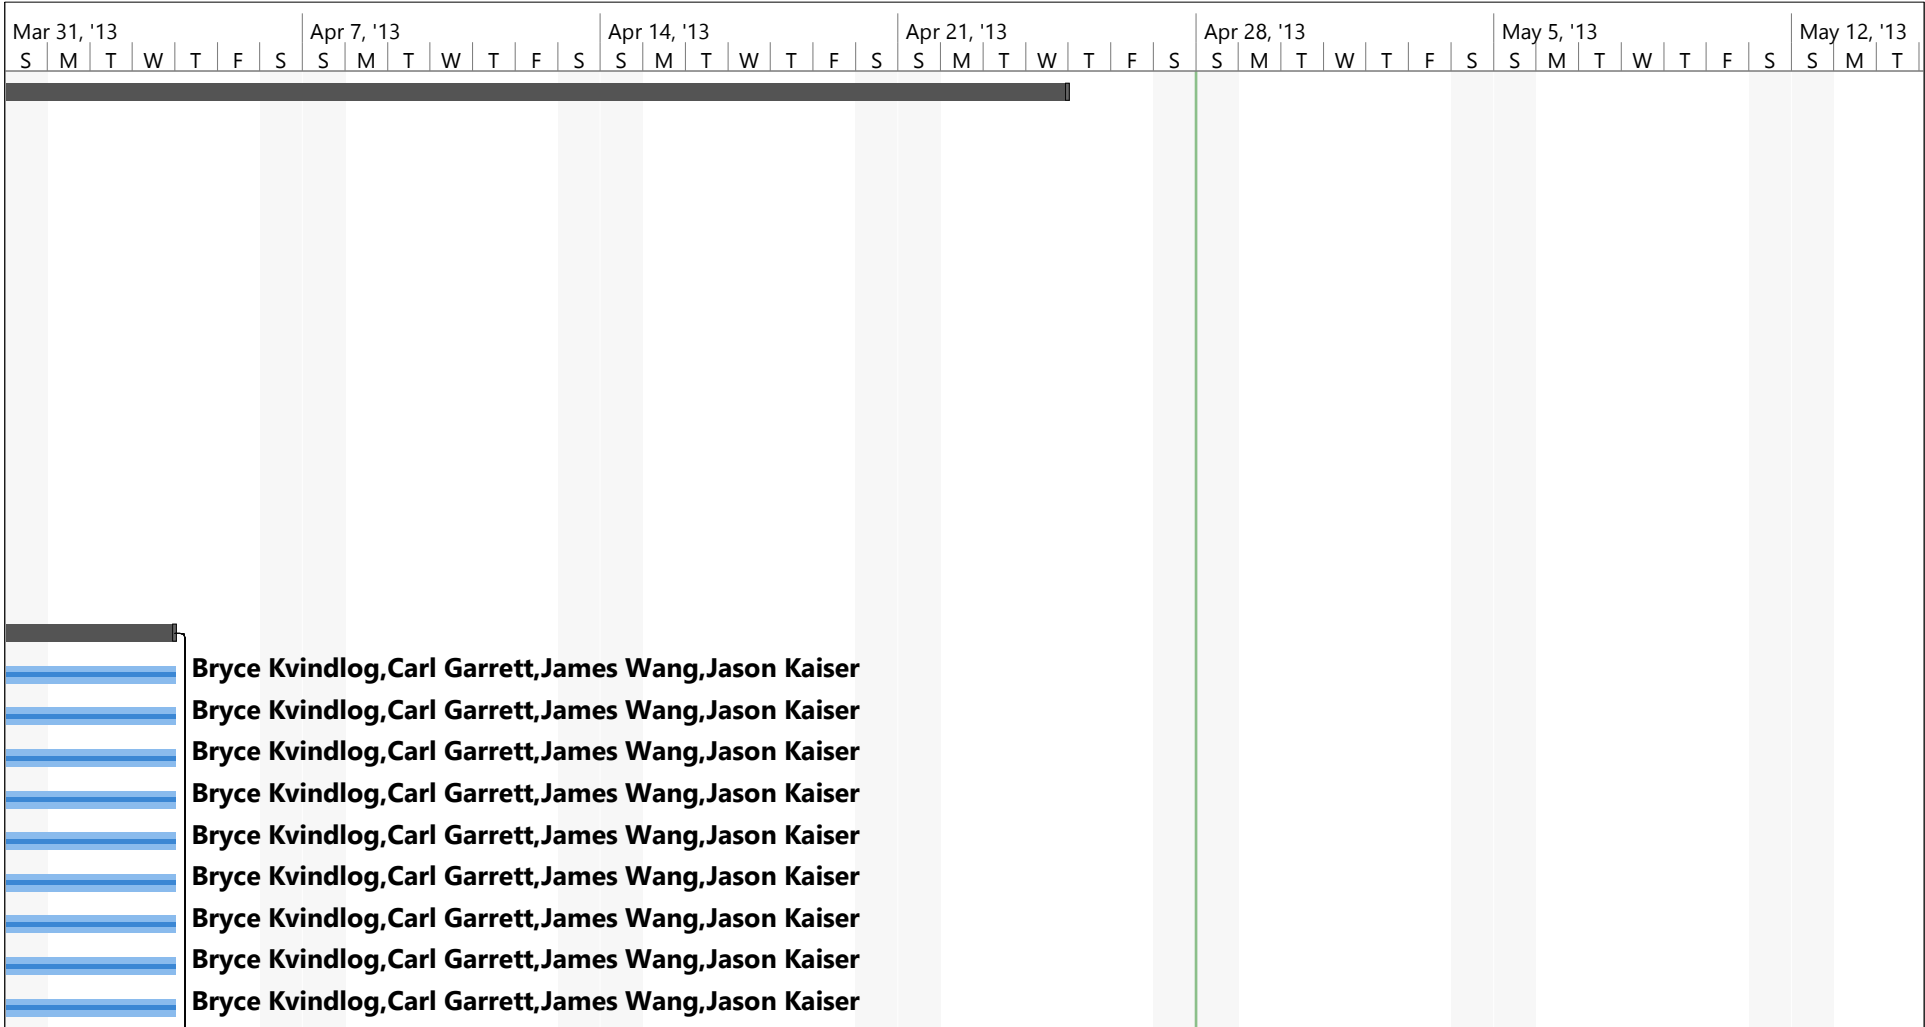 Mar 31, '13 Apr 7, '13 Apr 14, '13 Apr 21, '13 Apr 28, '13 May 5, '13 May 12, '13
S M T W T F S S M T W T F S S M T W T F S S M T W T F S S M T W T F S S M T W T F S S M T
Bryce Kvindlog,Carl Garrett,James Wang,Jason Kaiser
Bryce Kvindlog,Carl Garrett,James Wang,Jason Kaiser
Bryce Kvindlog,Carl Garrett,James Wang,Jason Kaiser
Bryce Kvindlog,Carl Garrett,James Wang,Jason Kaiser
Bryce Kvindlog,Carl Garrett,James Wang,Jason Kaiser
Bryce Kvindlog,Carl Garrett,James Wang,Jason Kaiser
Bryce Kvindlog,Carl Garrett,James Wang,Jason Kaiser
Bryce Kvindlog,Carl Garrett,James Wang,Jason Kaiser
Bryce Kvindlog,Carl Garrett,James Wang,Jason Kaiser